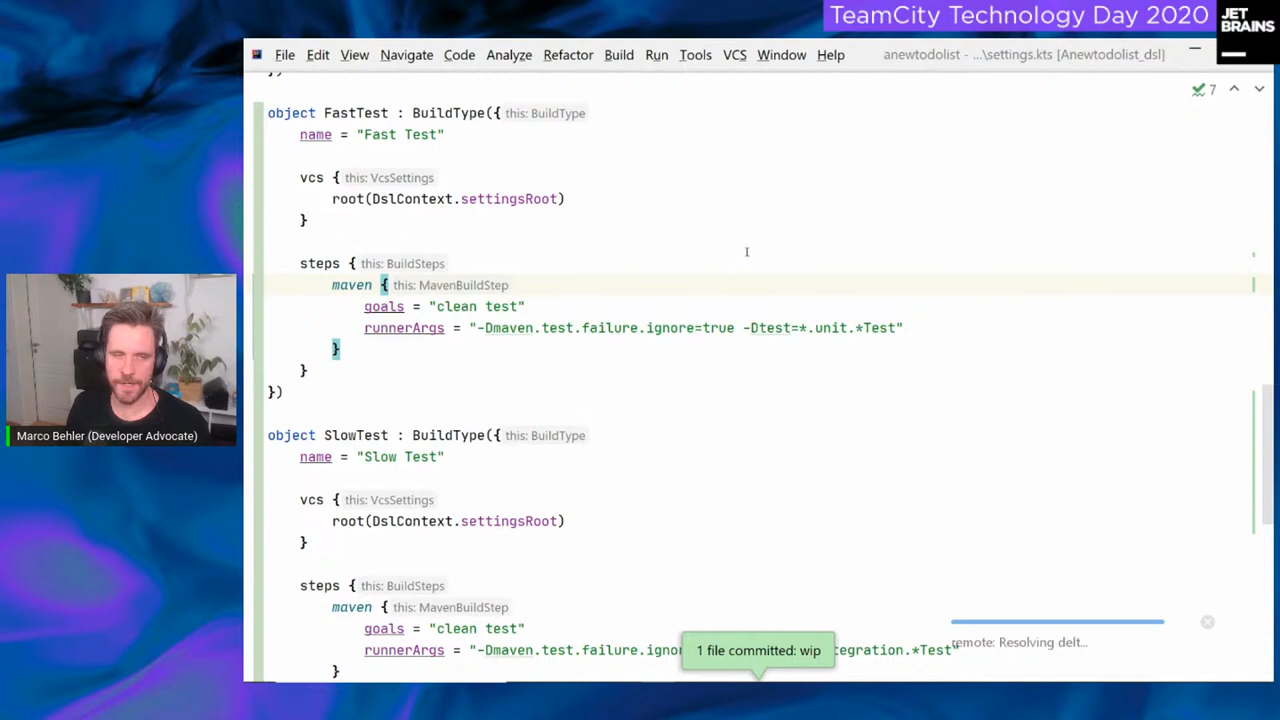 TeamCity Technology Day 2020
JET
BRAINS
File Edit View Navigate Code Analyze Refactor Build Run Tools VCS Window Help anewtodolist - ...\settings.kts [Anewtodolist_dsl]
})
7
object FastTest : BuildType({ this: BuildType
name = "Fast Test"
vcs { this: VcsSettings
root(DslContext.settingsRoot)
}
steps { this: BuildSteps
maven { this: MavenBuildStep
goals = "clean test"
runnerArgs = "-Dmaven.test.failure.ignore=true -Dtest=*.unit.*Test"
}
}
})
object SlowTest : BuildType({ this: BuildType
name = "Slow Test"
vcs { this: VcsSettings
root(DslContext.settingsRoot)
}
steps { this: BuildSteps
maven { this: MavenBuildStep
goals = "clean test"
runnerArgs = "-Dmaven.test.failure.ignor tegration.*Test"
}
1 file committed: wip
remote: Resolving delt...
Marco Behler (Developer Advocate)